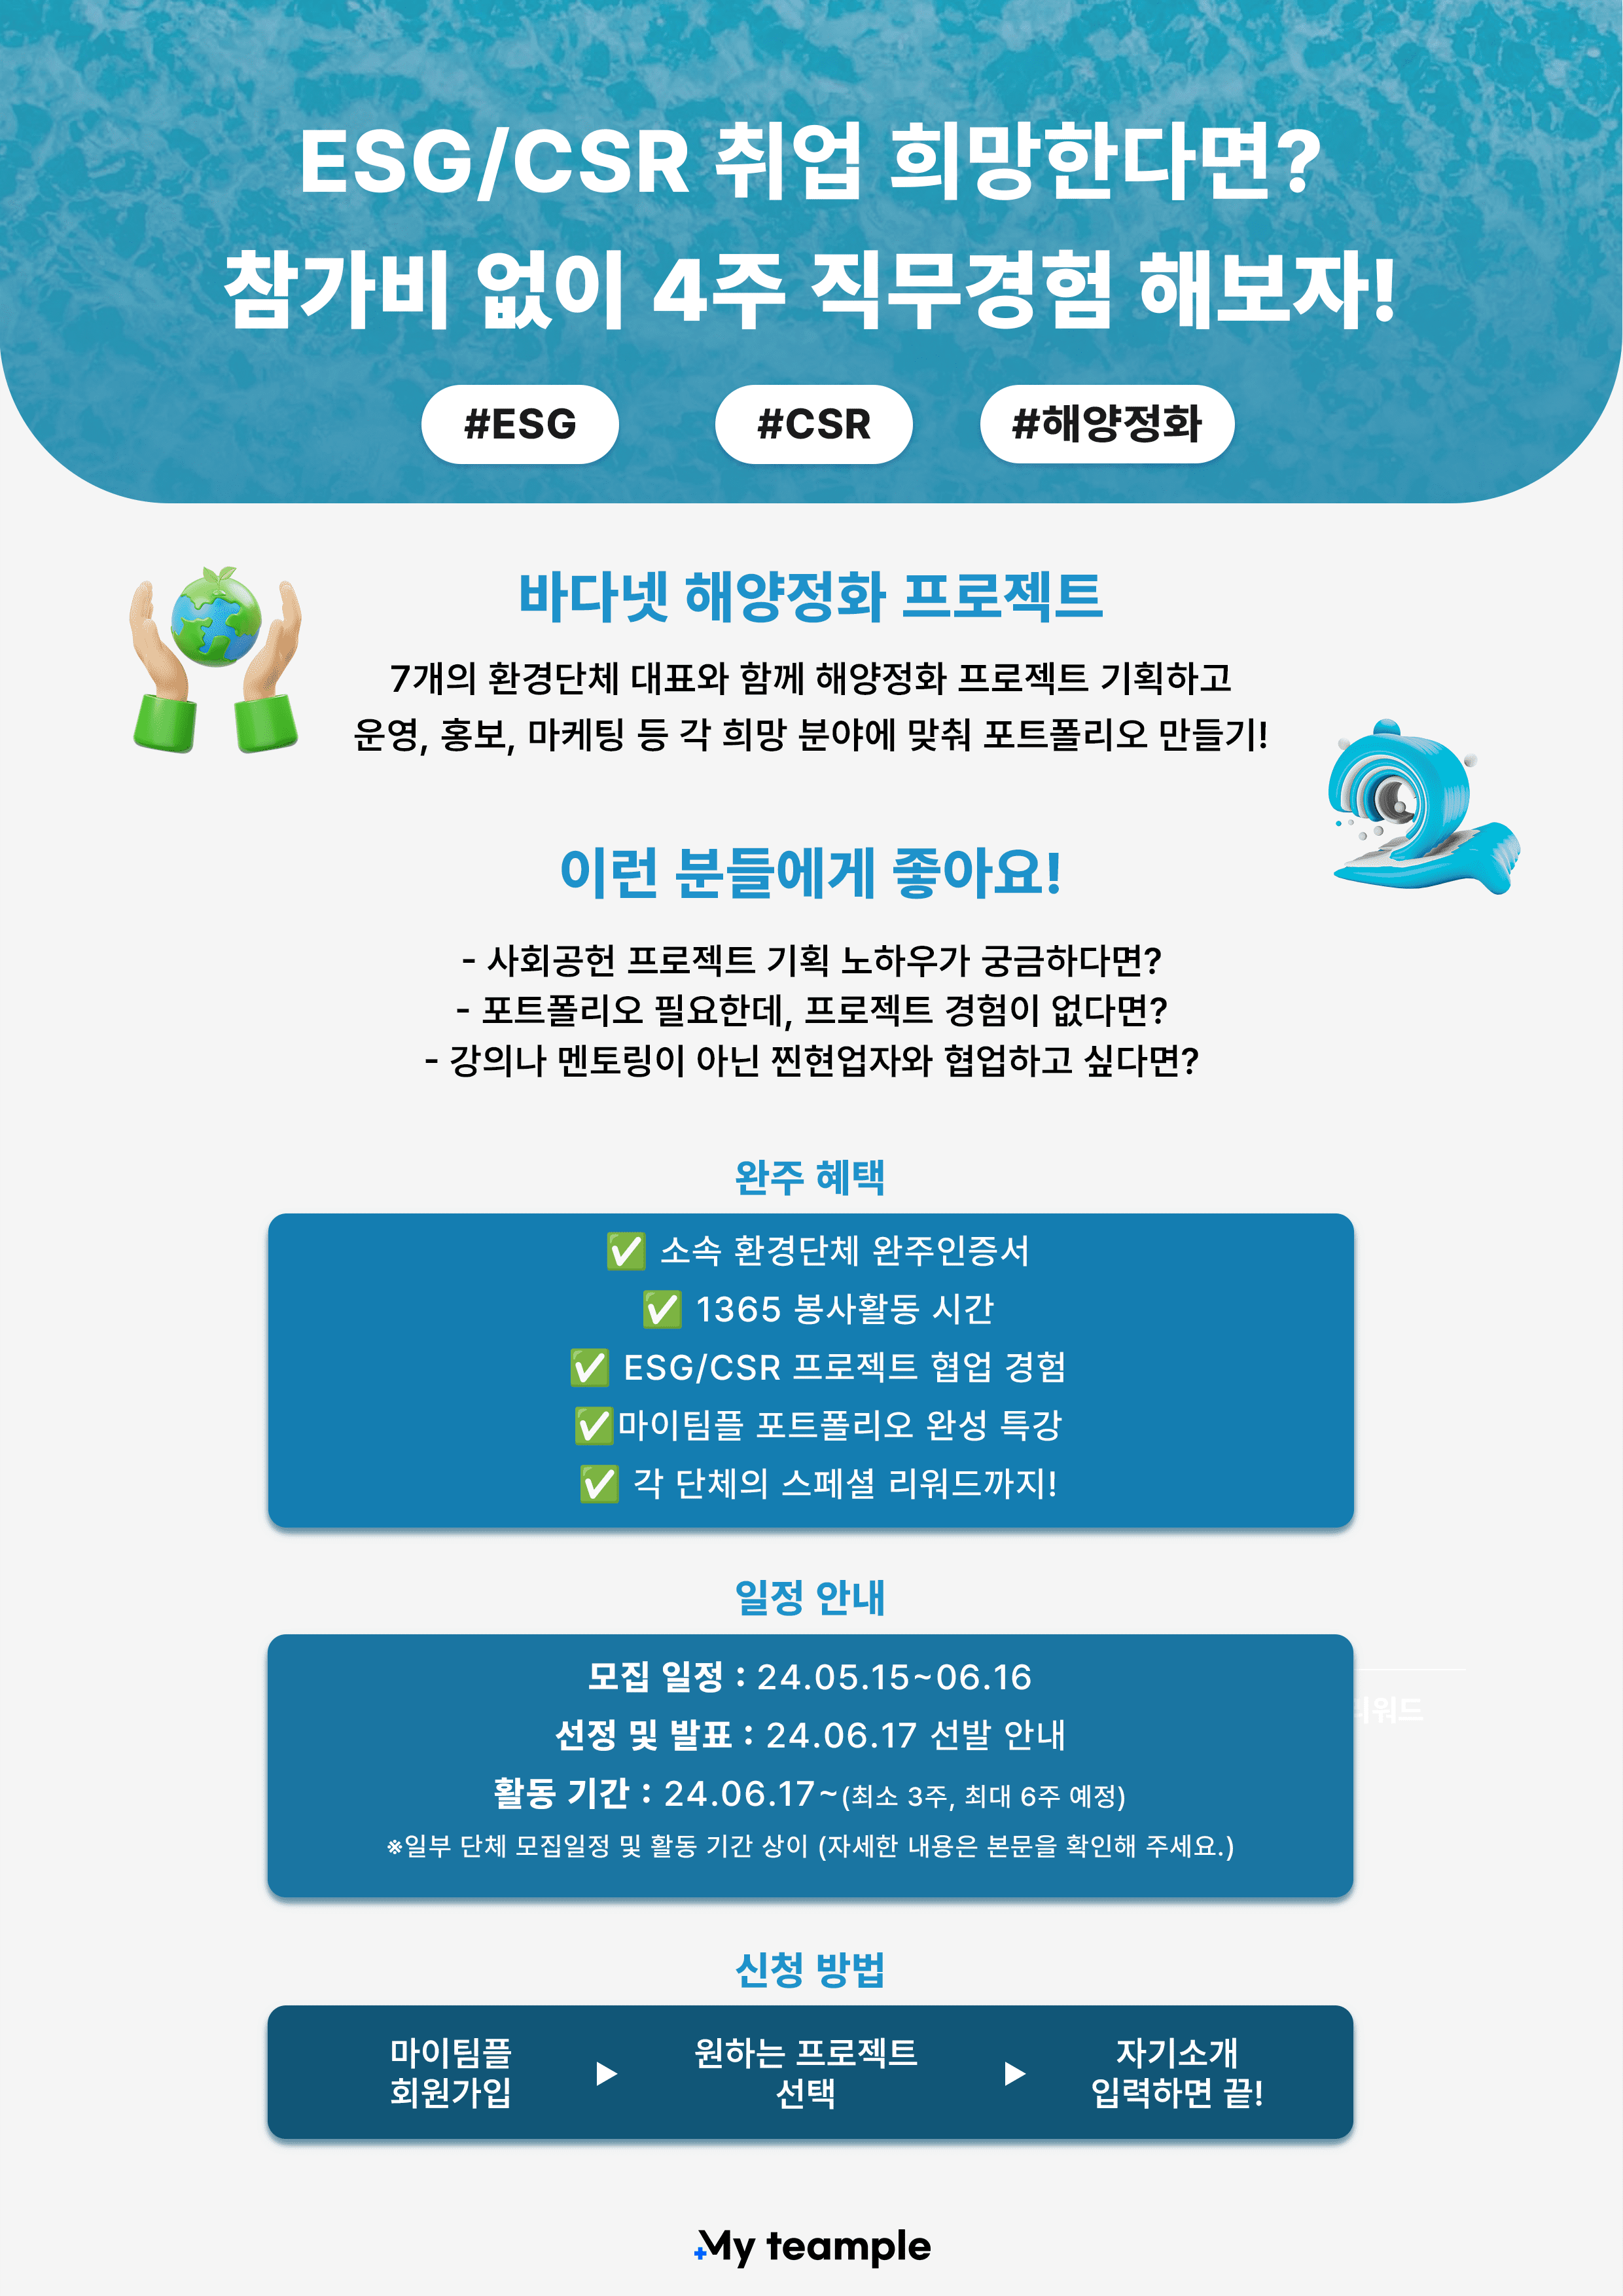 ESG/CSR 취업 희망한다면?
참가비 없이 4주 직무경험 해보자!
#ESG #CSR #해양정화
바다넷 해양정화 프로젝트
7개의 환경단체 대표와 함께 해양정화 프로젝트 기획하고
운영, 홍보, 마케팅 등 각 희망 분야에 맞춰 포트폴리오 만들기!
이런 분들에게 좋아요!
- 사회공헌 프로젝트 기획 노하우가 궁금하다면?
- 포트폴리오 필요한데, 프로젝트 경험이 없다면?
- 강의나 멘토링이 아닌 찐현업자와 협업하고 싶다면?
완주 혜택
✅ 소속 환경단체 완주인증서
✅ 1365 봉사활동 시간
✅ ESG/CSR 프로젝트 협업 경험
✅마이팀플 포트폴리오 완성 특강
✅ 각 단체의 스페셜 리워드까지!
일정 안내
모집 일정 : 24.05.15~06.16
선정 및 발표 : 24.06.17 선발 안내
활동 기간 : 24.06.17~(최소 3주, 최대 6주 예정)
※일부 단체 모집일정 및 활동 기간 상이 (자세한 내용은 본문을 확인해 주세요.)
리워드
신청 방법
마이팀플
회원가입
▶
원하는 프로젝트
선택
▶
자기소개
입력하면 끝!
My teample